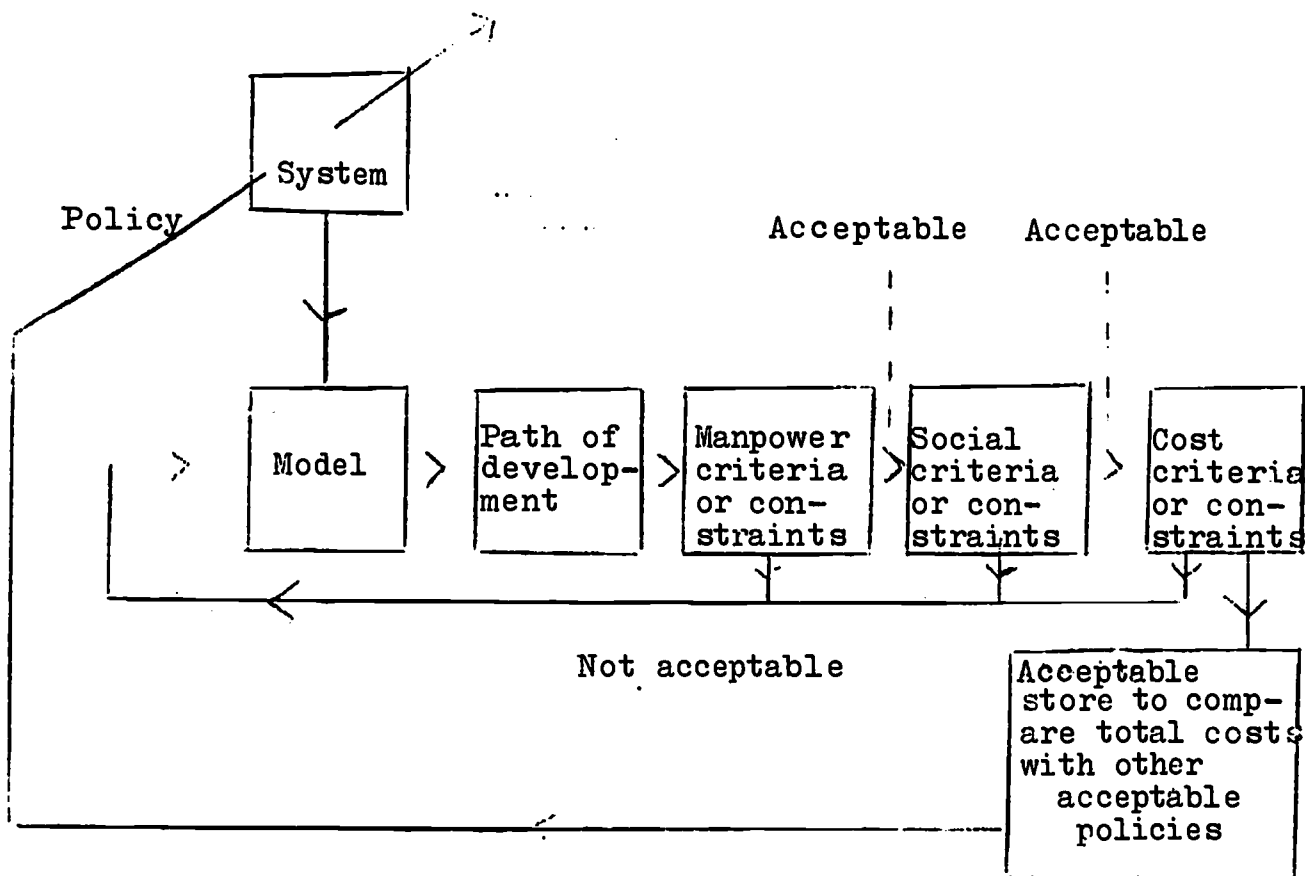 System
Policy
Acceptable
Acceptable
Model
Path of
develop-
ment
Manpower
criteria
or con-
straints
Social
criteria
or con-
straints
Cost
criteria
or con-
straints
Not acceptable
Acceptable
store to comp-
are total costs
with other
acceptable
policies